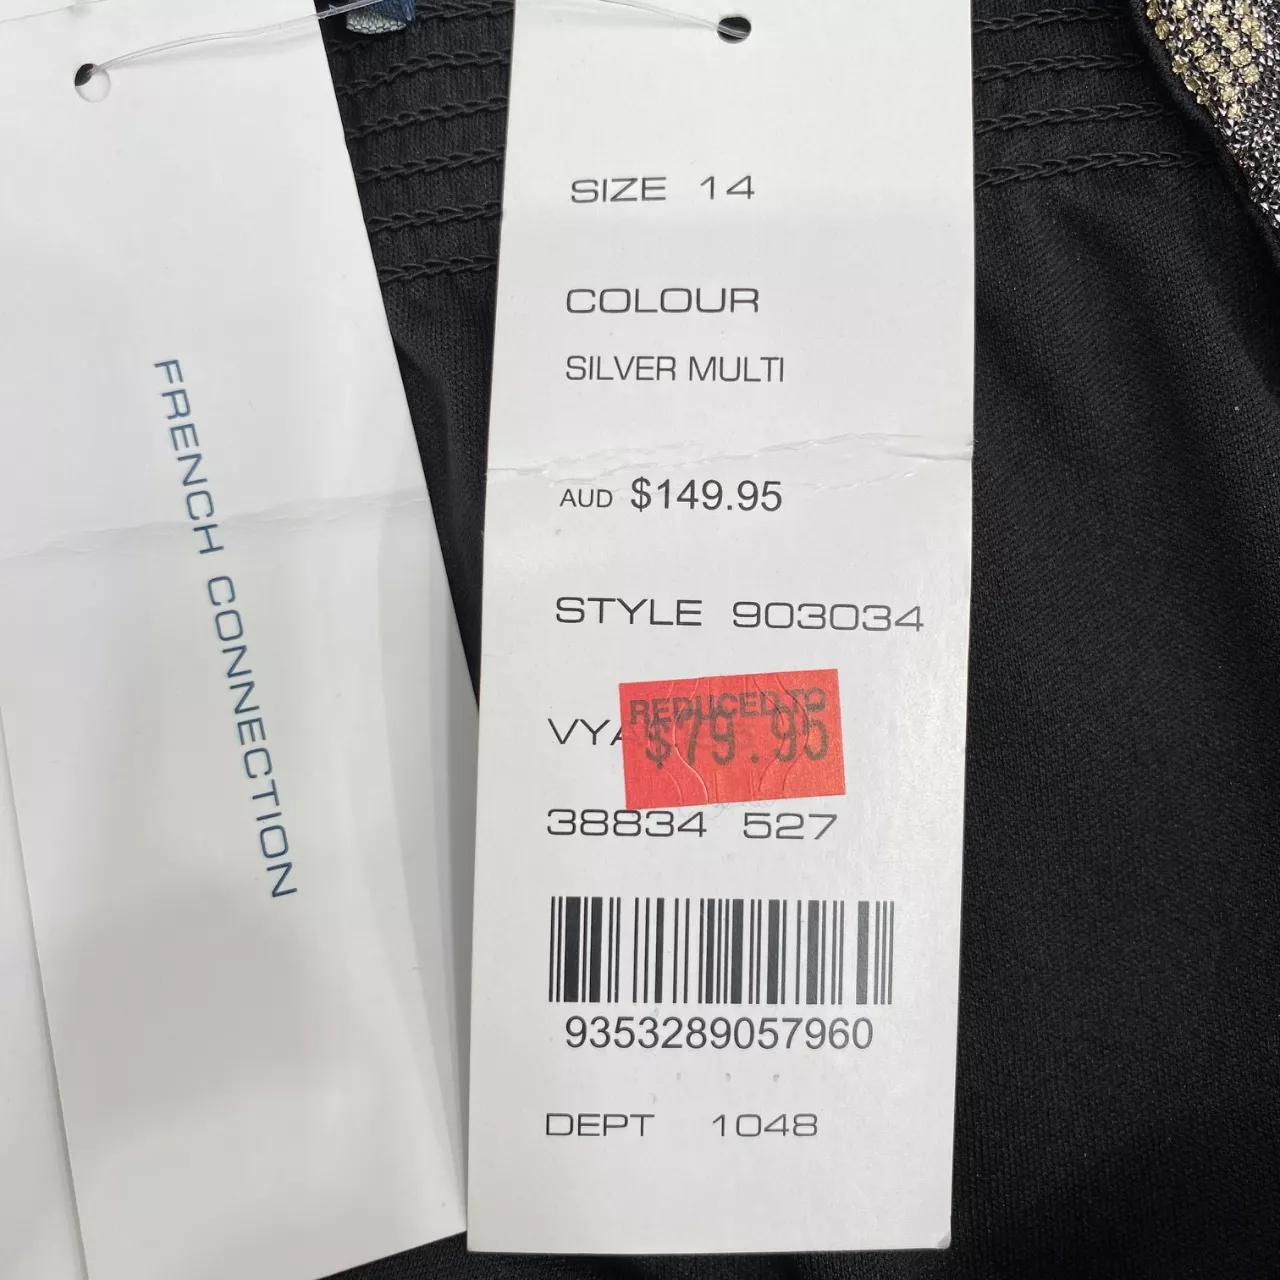 FRENCH CONNECTION
SIZE 14
COLOUR
SILVER MULTI
AUD $149.95
STYLE 903034
REDUCED TO
$79.95
38834 527
9353289057960
DEPT 1048